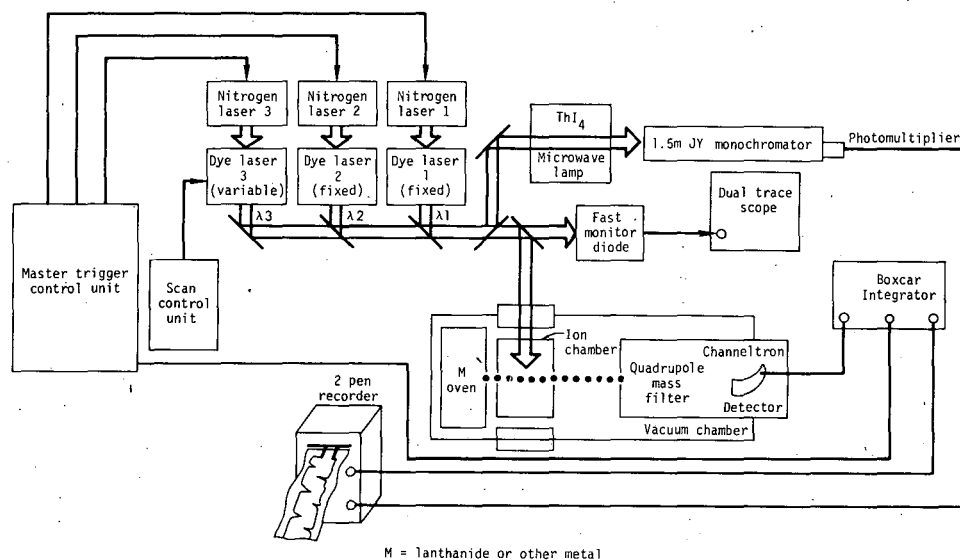 Nitrogen
laser 3
Nitrogen
laser 2
Nitrogen
laser 1
ThI4
Microwave
lamp
1.5m JY monochromator
Photomultiplier
Dye laser
3
(variable)
Dye laser
2
(fixed)
Dye laser
1
(fixed)
λ3
λ2
λ1
Fast
monitor
diode
Dual trace
scope
Master trigger
control unit
Scan
control
unit
Boxcar
Integrator
Ion
chamber
M
oven
Quadrupole
mass
filter
Channeltron
Detector
Vacuum chamber
2 pen
recorder
M = lanthanide or other metal